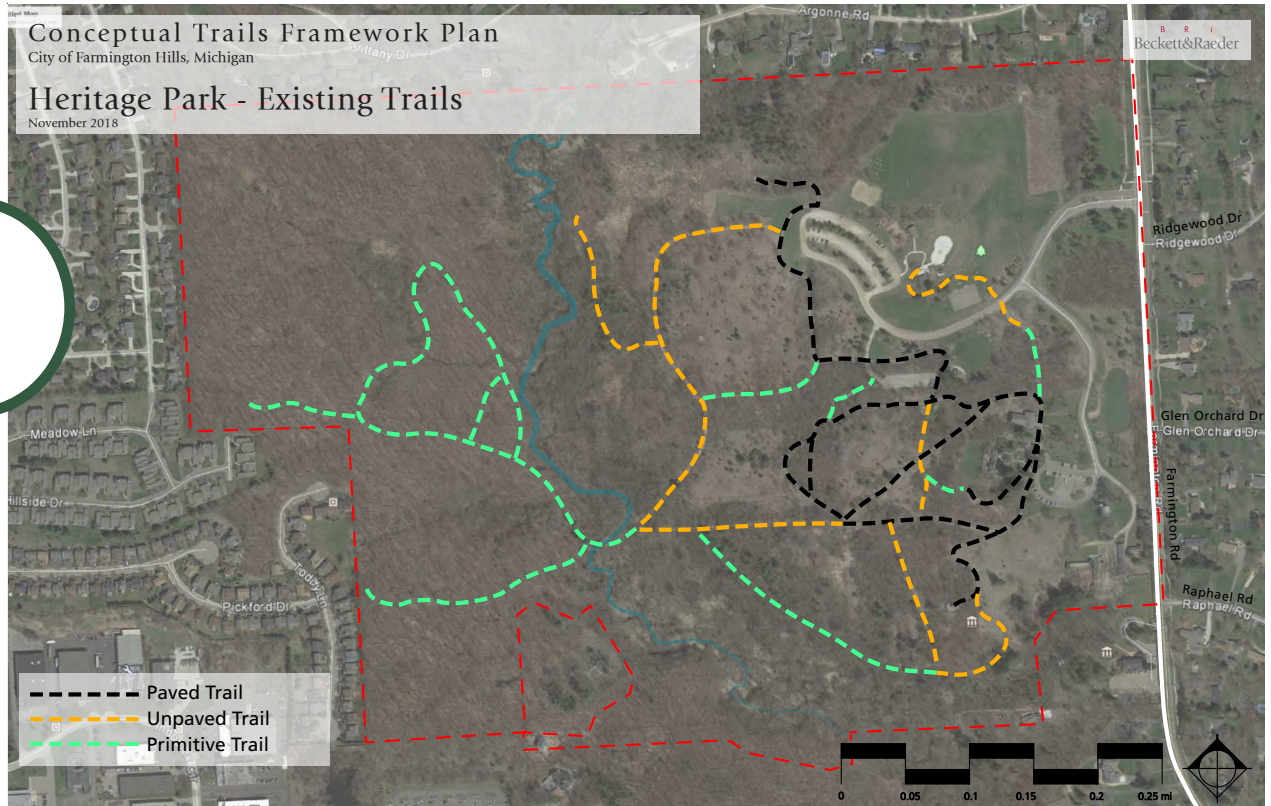 Conceptual Trails Framework Plan
City of Farmington Hills, Michigan
Heritage Park - Existing Trails
November 2018
Brittany Dr
Argonne Rd
B R i
Beckett&Raeder
Ridgewood Dr
Ridgewood Dr
Glen Orchard Dr
Glen Orchard Dr
Farmington Rd
Meadow Ln
Hillside Dr
Toddy Ln
Pickford Dr
Raphael Rd
Raphael Rd
Paved Trail
Unpaved Trail
Primitive Trail
0 0.05 0.1 0.15 0.2 0.25 mi